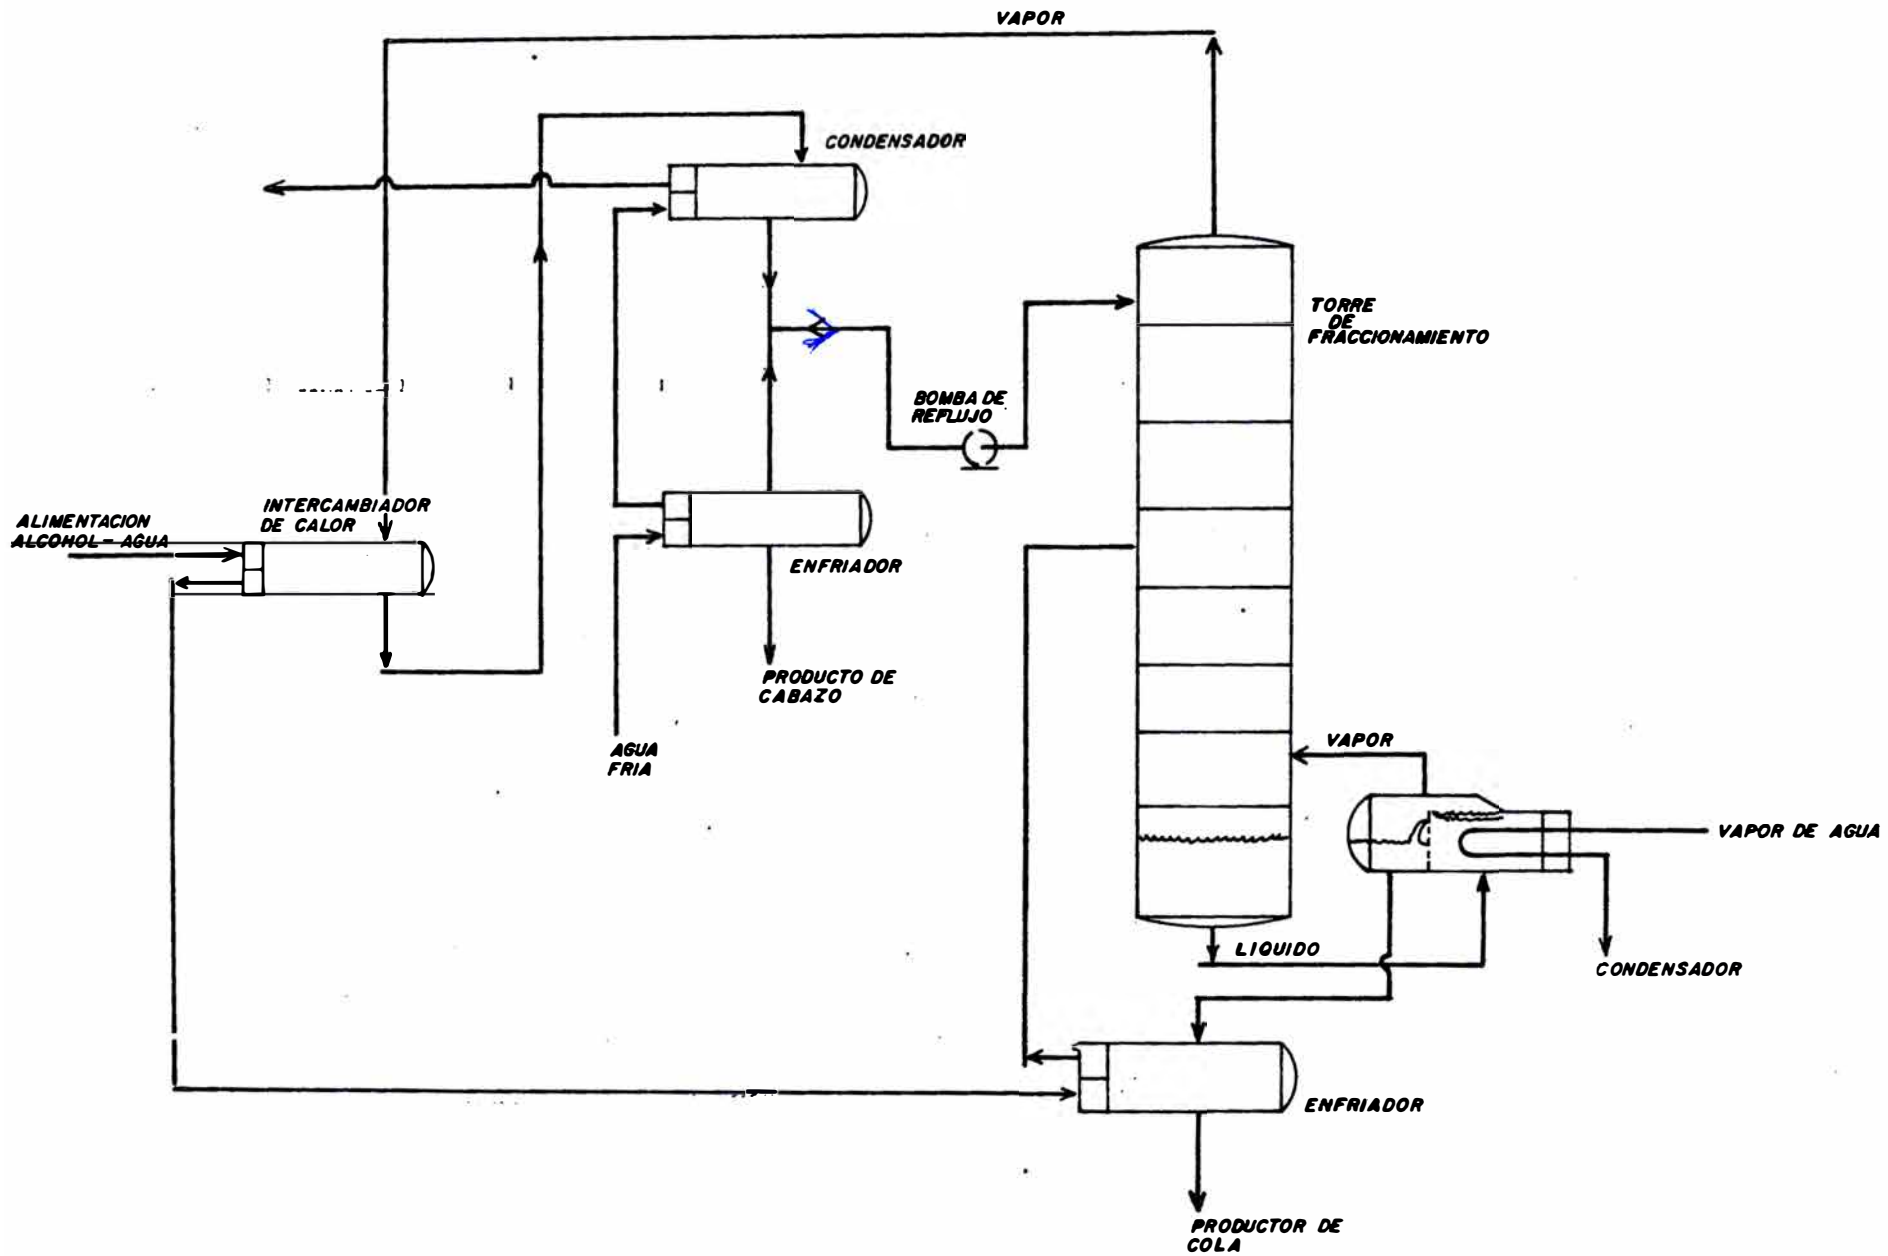 VAPOR
CONDENSADOR
TORRE
DE
FRACCIONAMIENTO
BOMBA DE
REFLUJO
INTERCAMBIADOR
DE CALOR
ALIMENTACION
ALCOHOL - AGUA
ENFRIADOR
PRODUCTO DE
CABAZO
AGUA
FRIA
VAPOR
VAPOR DE AGUA
LIQUIDO
CONDENSADOR
ENFRIADOR
PRODUCTOR DE
COLA